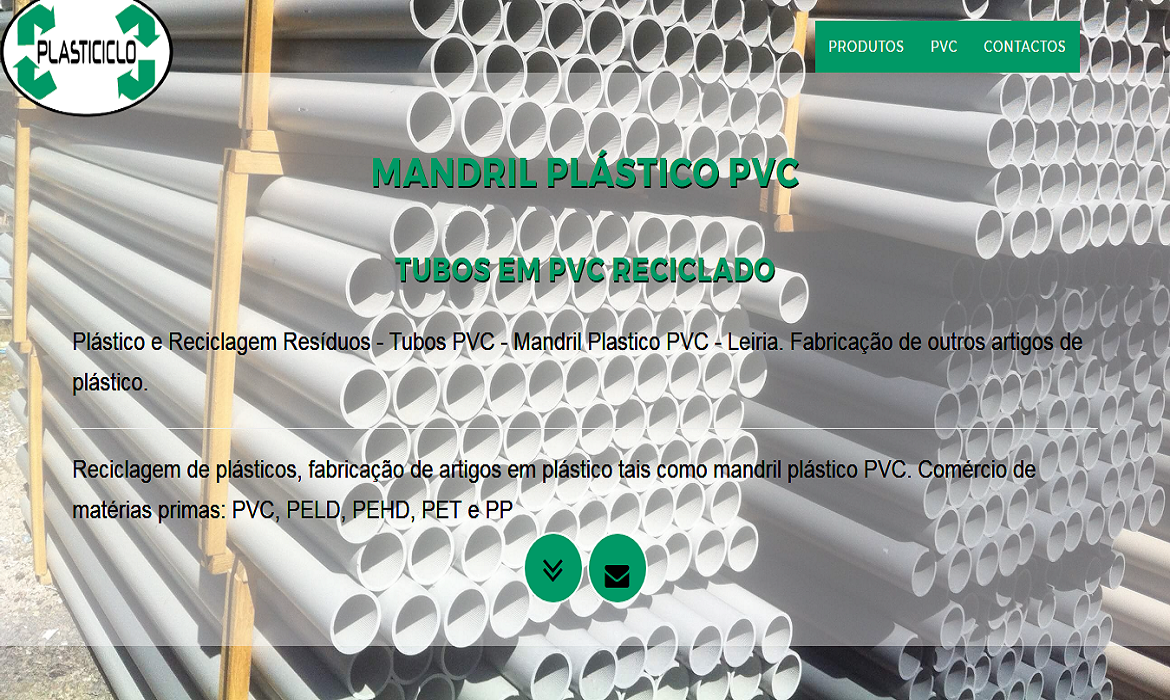 PLASTICICLO
PRODUTOS PVC CONTACTOS
MANDRIL PLÁSTICO PVC
TUBOS EM PVC RECICLADO
Plástico e Reciclagem Resíduos - Tubos PVC - Mandril Plastico PVC - Leiria. Fabricação de outros artigos de
plástico.
Reciclagem de plásticos, fabricação de artigos em plástico tais como mandril plástico PVC. Comércio de
matérias primas: PVC, PELD, PEHD, PET e PP